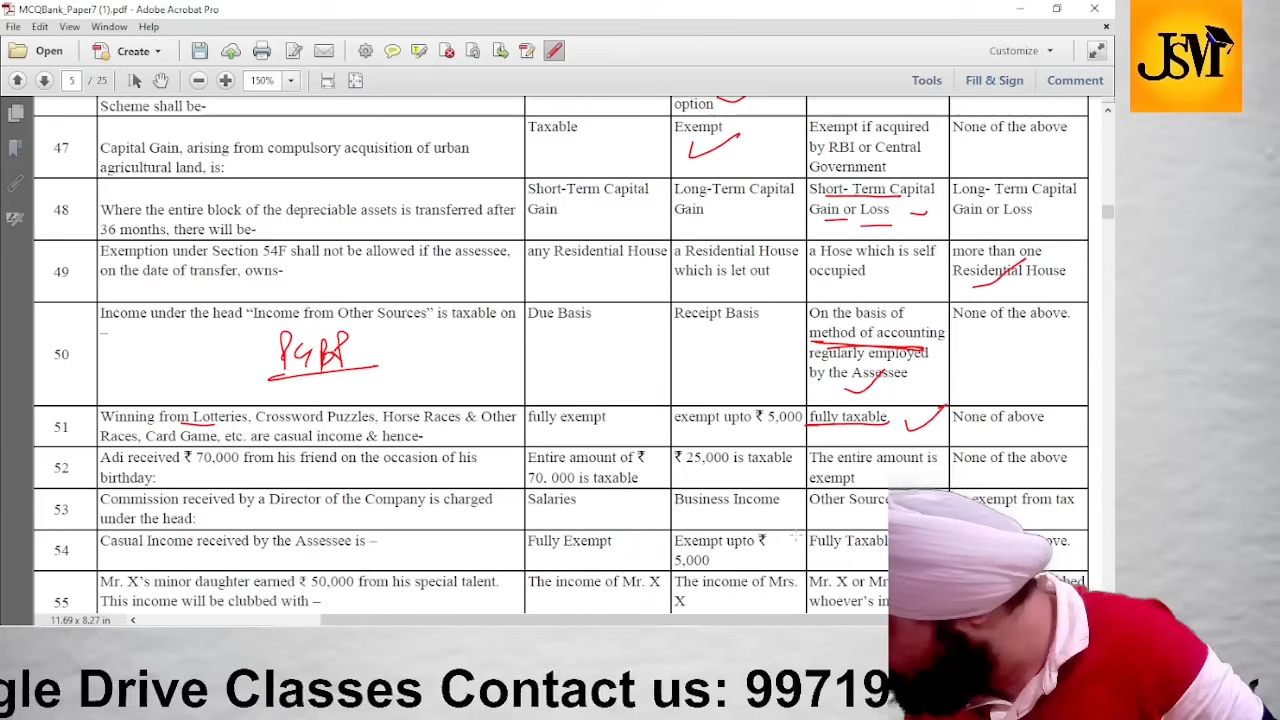 MCQBank_Paper7 (1).pdf - Adobe Acrobat Pro
File Edit View Window Help
Open Create Customize
5 / 25 150% Tools Fill & Sign Comment
JSM
Scheme shall be- option
47 Capital Gain, arising from compulsory acquisition of urban agricultural land, is: Taxable Exempt Exempt if acquired by RBI or Central Government None of the above
48 Where the entire block of the depreciable assets is transferred after 36 months, there will be- Short-Term Capital Gain Long-Term Capital Gain Short- Term Capital Gain or Loss Long- Term Capital Gain or Loss
49 Exemption under Section 54F shall not be allowed if the assessee, on the date of transfer, owns- any Residential House a Residential House which is let out a Hose which is self occupied more than one Residential House
50 Income under the head “Income from Other Sources” is taxable on – Due Basis Receipt Basis On the basis of method of accounting regularly employed by the Assessee None of the above.
PGBP
51 Winning from Lotteries, Crossword Puzzles, Horse Races & Other Races, Card Game, etc. are casual income & hence- fully exempt exempt upto ₹ 5,000 fully taxable None of above
52 Adi received ₹ 70,000 from his friend on the occasion of his birthday: Entire amount of ₹ 70, 000 is taxable ₹ 25,000 is taxable The entire amount is exempt None of the above
53 Commission received by a Director of the Company is charged under the head: Salaries Business Income Other exempt from tax
54 Casual Income received by the Assessee is – Fully Exempt Exempt upto ₹ 5,000 Fully
55 Mr. X’s minor daughter earned ₹ 50,000 from his special talent. This income will be clubbed with – The income of Mr. X The income of Mrs. X Mr. X or
11.69 x 8.27 in
gle Drive Classes Contact us: 99719